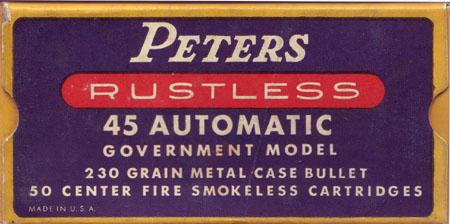 PETERS
RUSTLESS
45 AUTOMATIC
GOVERNMENT MODEL
230 GRAIN METAL CASE BULLET
50 CENTER FIRE SMOKELESS CARTRIDGES
MADE IN U.S.A.